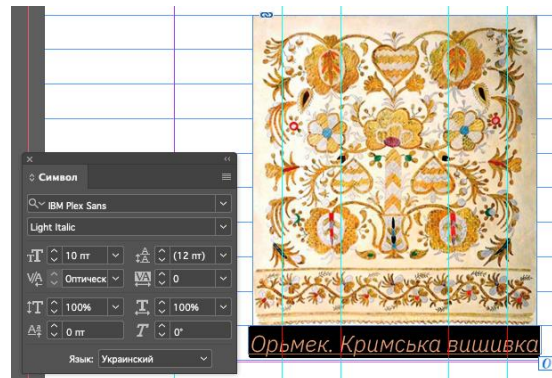 Символ
IBM Plex Sans
Light Italic
10 пт
(12 пт)
Оптическ
0
100%
100%
0 пт
0°
Язык: Украинский
Орьмек. Кримська вишивка